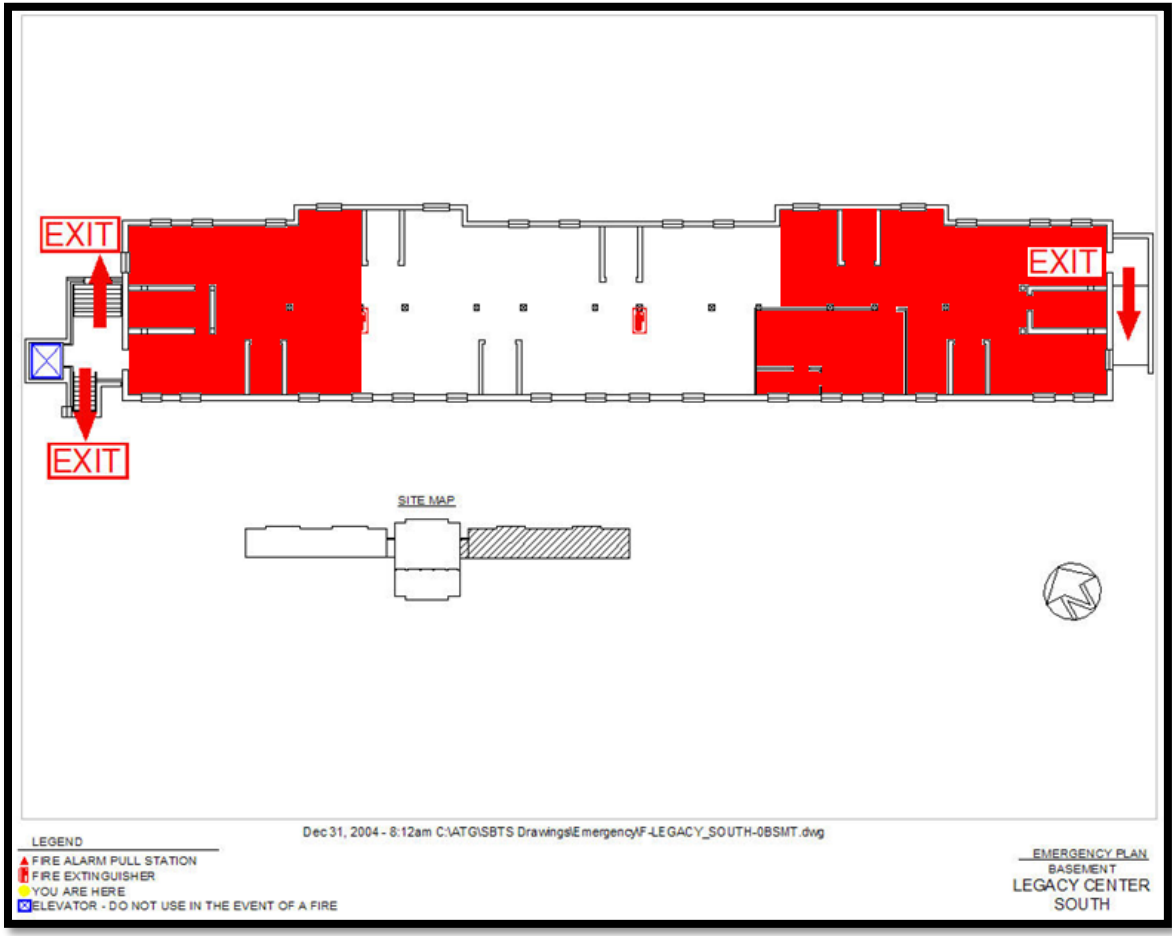 EXIT
EXIT
EXIT
SITE MAP
N
Dec 31, 2004 - 8:12am C:\ATG\SBTS Drawings\Emergency\F-LEGACY_SOUTH-0BSMT.dwg
LEGEND
FIRE ALARM PULL STATION
FIRE EXTINGUISHER
YOU ARE HERE
ELEVATOR - DO NOT USE IN THE EVENT OF A FIRE
EMERGENCY PLAN
BASEMENT
LEGACY CENTER
SOUTH